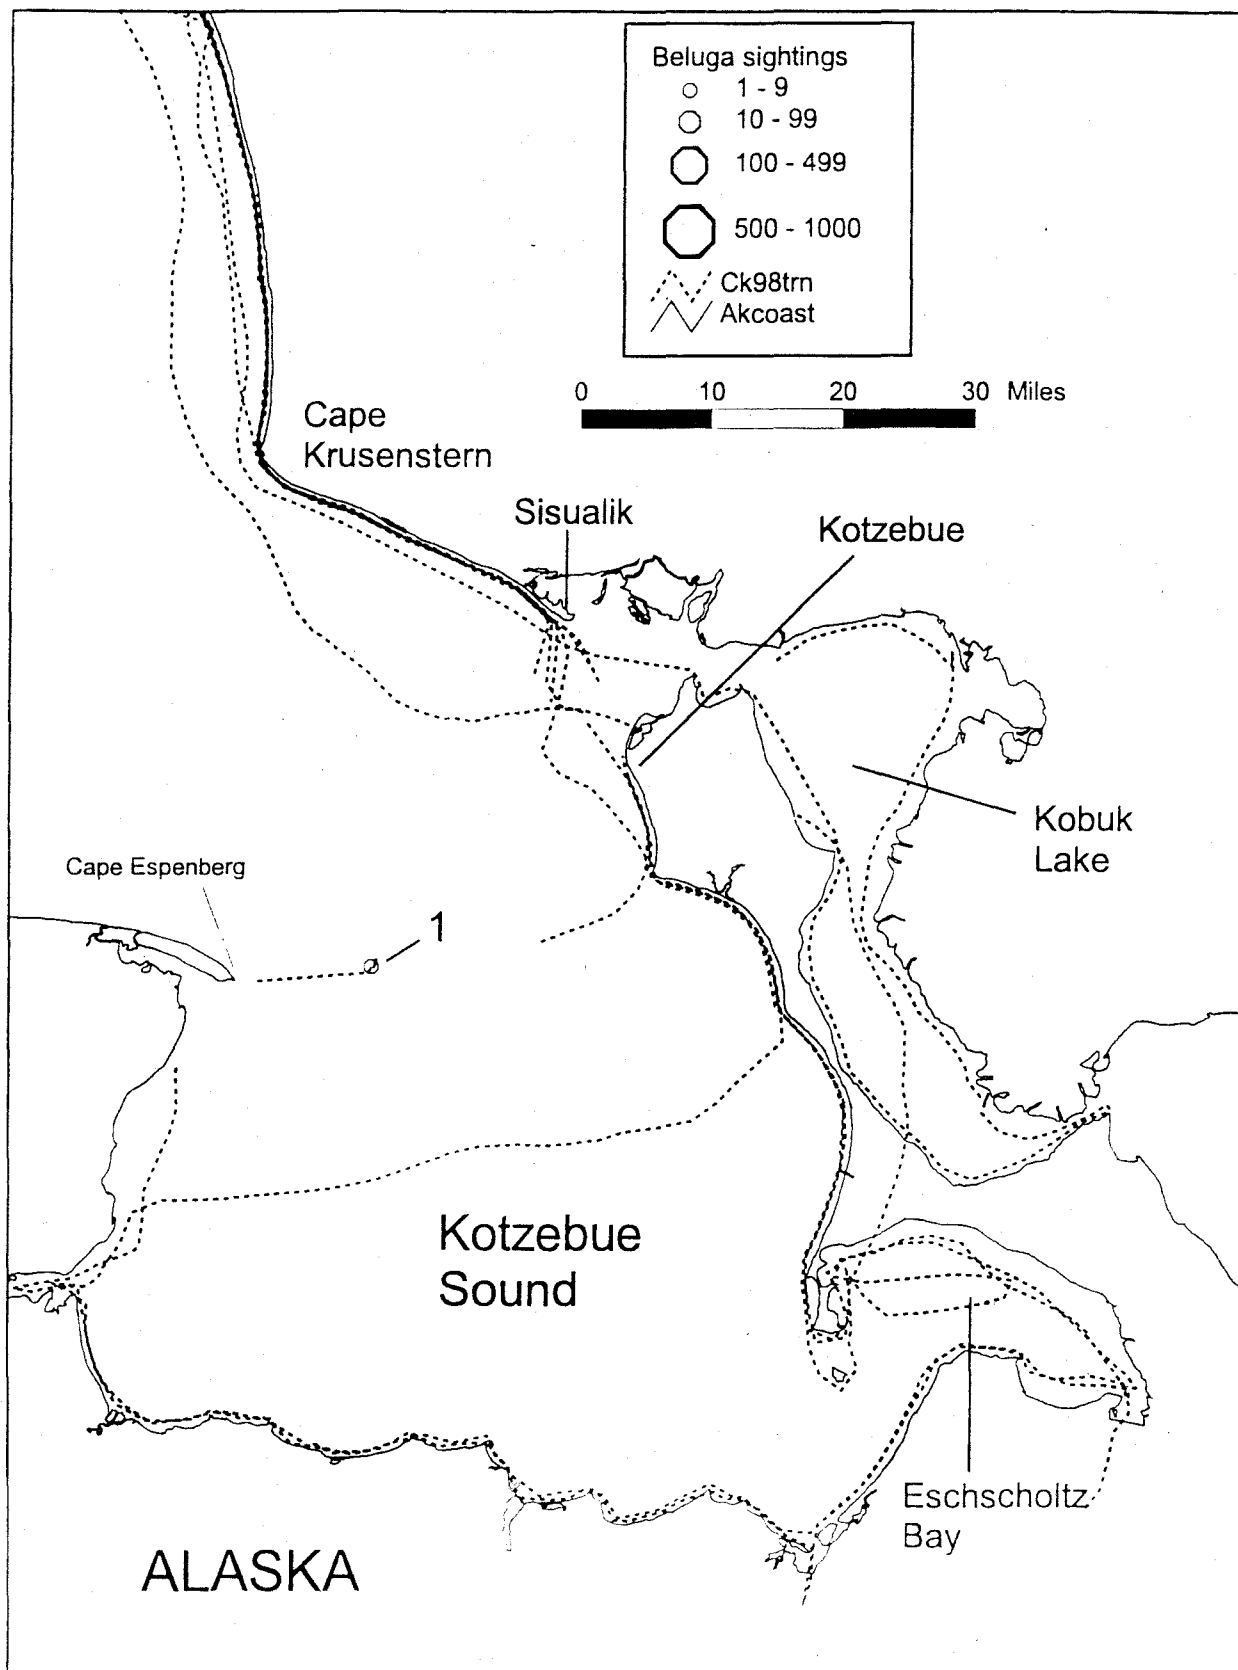 Beluga sightings
1 - 9
10 - 99
100 - 499
500 - 1000
Ck98trn
Akcoast
0 10 20 30 Miles
Cape
Krusenstern
Sisualik
Kotzebue
Kobuk
Lake
Cape Espenberg
1
Kotzebue
Sound
Eschscholtz
Bay
ALASKA